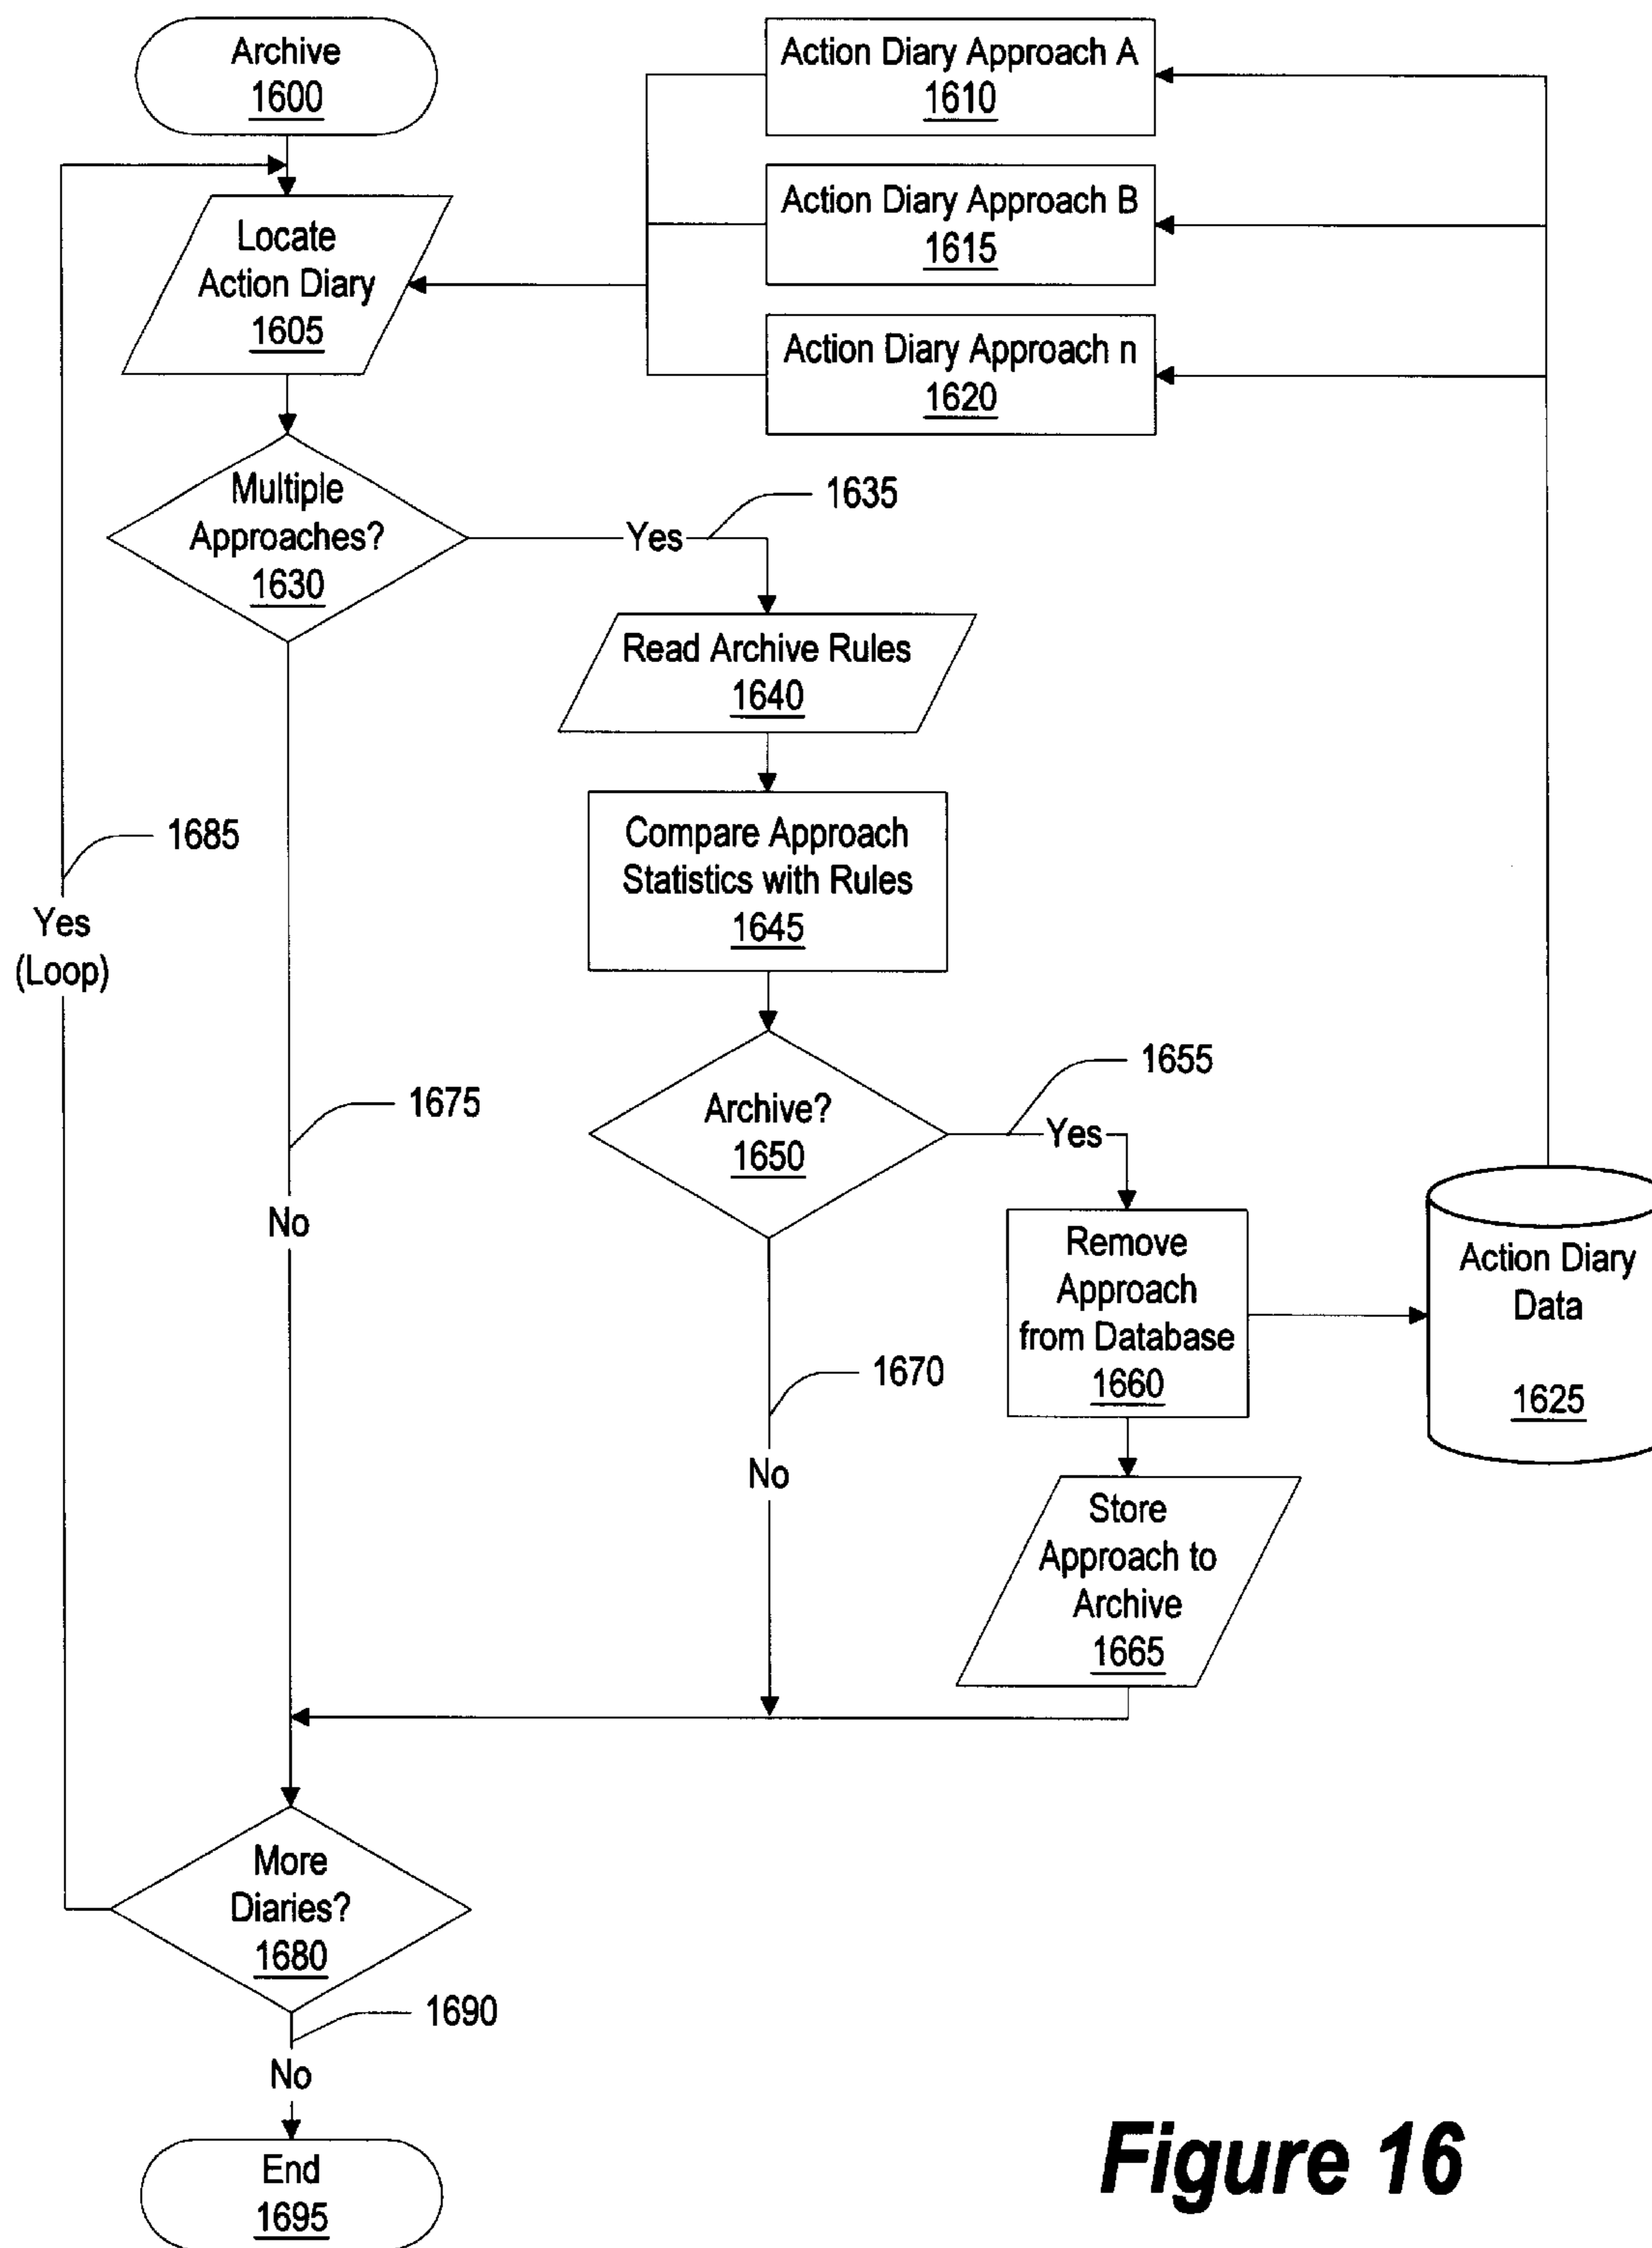 Archive
1600
Action Diary Approach A
1610
Action Diary Approach B
1615
Action Diary Approach n
1620
Locate
Action Diary
1605
Multiple
Approaches?
1630
Yes
1635
Read Archive Rules
1640
Compare Approach
Statistics with Rules
1645
1685
Yes
(Loop)
1675
No
Archive?
1650
1655
Yes
Remove
Approach
from Database
1660
Action Diary
Data
1625
1670
No
Store
Approach to
Archive
1665
More
Diaries?
1680
1690
No
End
1695
Figure 16